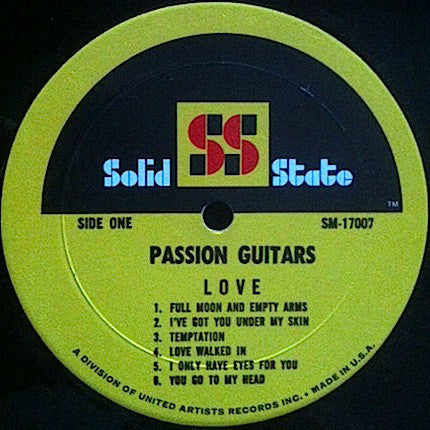 Solid SS State
TM
SIDE ONE SM-17007
PASSION GUITARS
LOVE
1. FULL MOON AND EMPTY ARMS
2. I'VE GOT YOU UNDER MY SKIN
3. TEMPTATION
4. LOVE WALKED IN
5. I ONLY HAVE EYES FOR YOU
6. YOU GO TO MY HEAD
A DIVISION OF UNITED ARTISTS RECORDS INC. • MADE IN U.S.A.